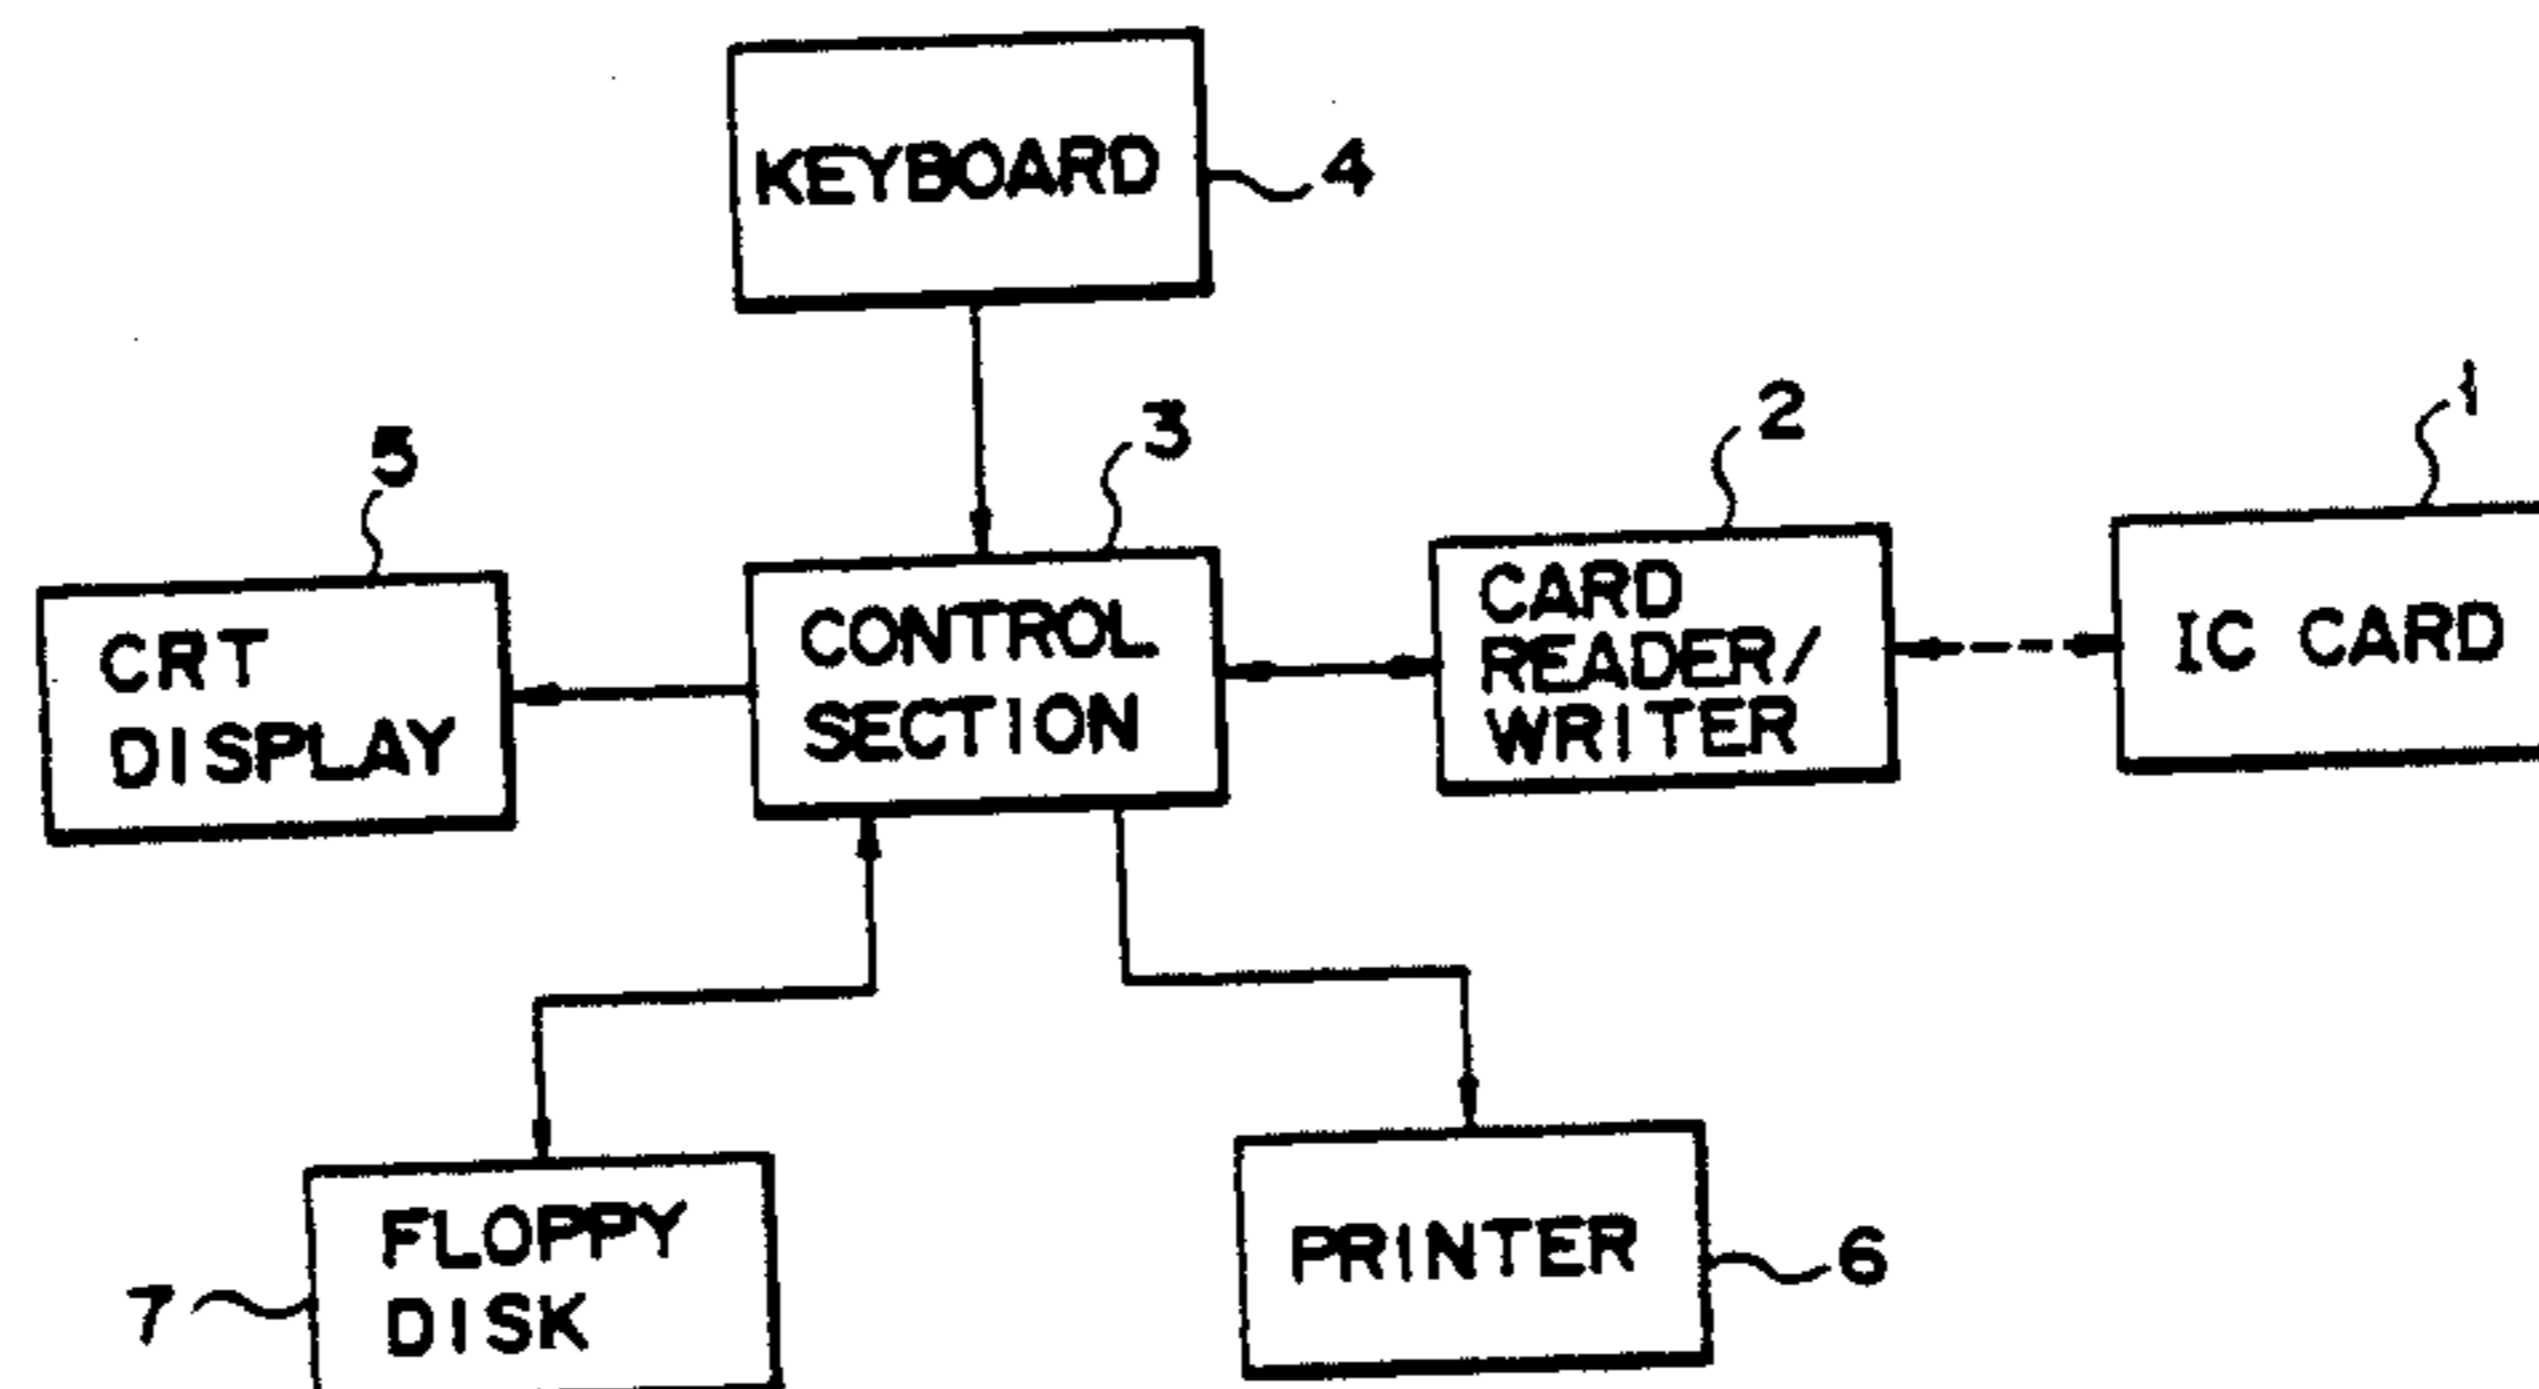 KEYBOARD
4
5
3
2
1
CRT
DISPLAY
CONTROL
SECTION
CARD
READER/
WRITER
IC CARD
FLOPPY
DISK
7
PRINTER
6